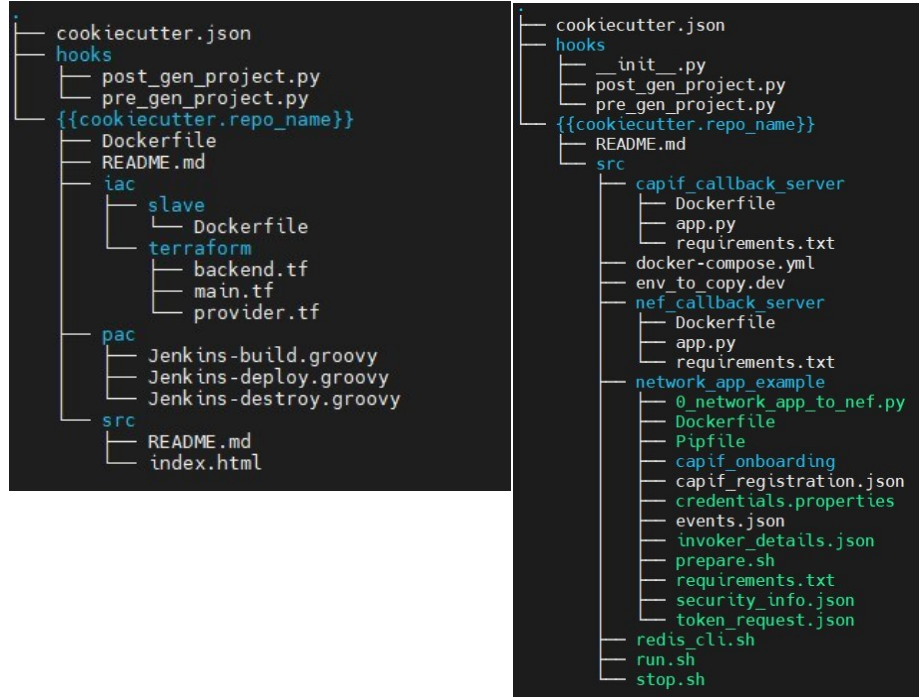 .
├── cookiecutter.json
├── hooks
│   ├── post_gen_project.py
│   └── pre_gen_project.py
└── {{cookiecutter.repo_name}}
    ├── Dockerfile
    ├── README.md
    ├── iac
    │   ├── slave
    │   │   └── Dockerfile
    │   └── terraform
    │       ├── backend.tf
    │       ├── main.tf
    │       └── provider.tf
    ├── pac
    │   ├── Jenkins-build.groovy
    │   ├── Jenkins-deploy.groovy
    │   └── Jenkins-destroy.groovy
    └── src
        ├── README.md
        └── index.html
.
├── cookiecutter.json
├── hooks
│   ├── __init__.py
│   ├── post_gen_project.py
│   └── pre_gen_project.py
└── {{cookiecutter.repo_name}}
    ├── README.md
    └── src
        ├── capif_callback_server
        │   ├── Dockerfile
        │   ├── app.py
        │   └── requirements.txt
        ├── docker-compose.yml
        ├── env_to_copy.dev
        ├── nef_callback_server
        │   ├── Dockerfile
        │   ├── app.py
        │   └── requirements.txt
        ├── network_app_example
        │   ├── 0_network_app_to_nef.py
        │   ├── Dockerfile
        │   ├── Pipfile
        │   ├── capif_onboarding
        │   ├── capif_registration.json
        │   ├── credentials.properties
        │   ├── events.json
        │   ├── invoker_details.json
        │   ├── prepare.sh
        │   ├── requirements.txt
        │   ├── security_info.json
        │   └── token_request.json
        ├── redis_cli.sh
        ├── run.sh
        └── stop.sh